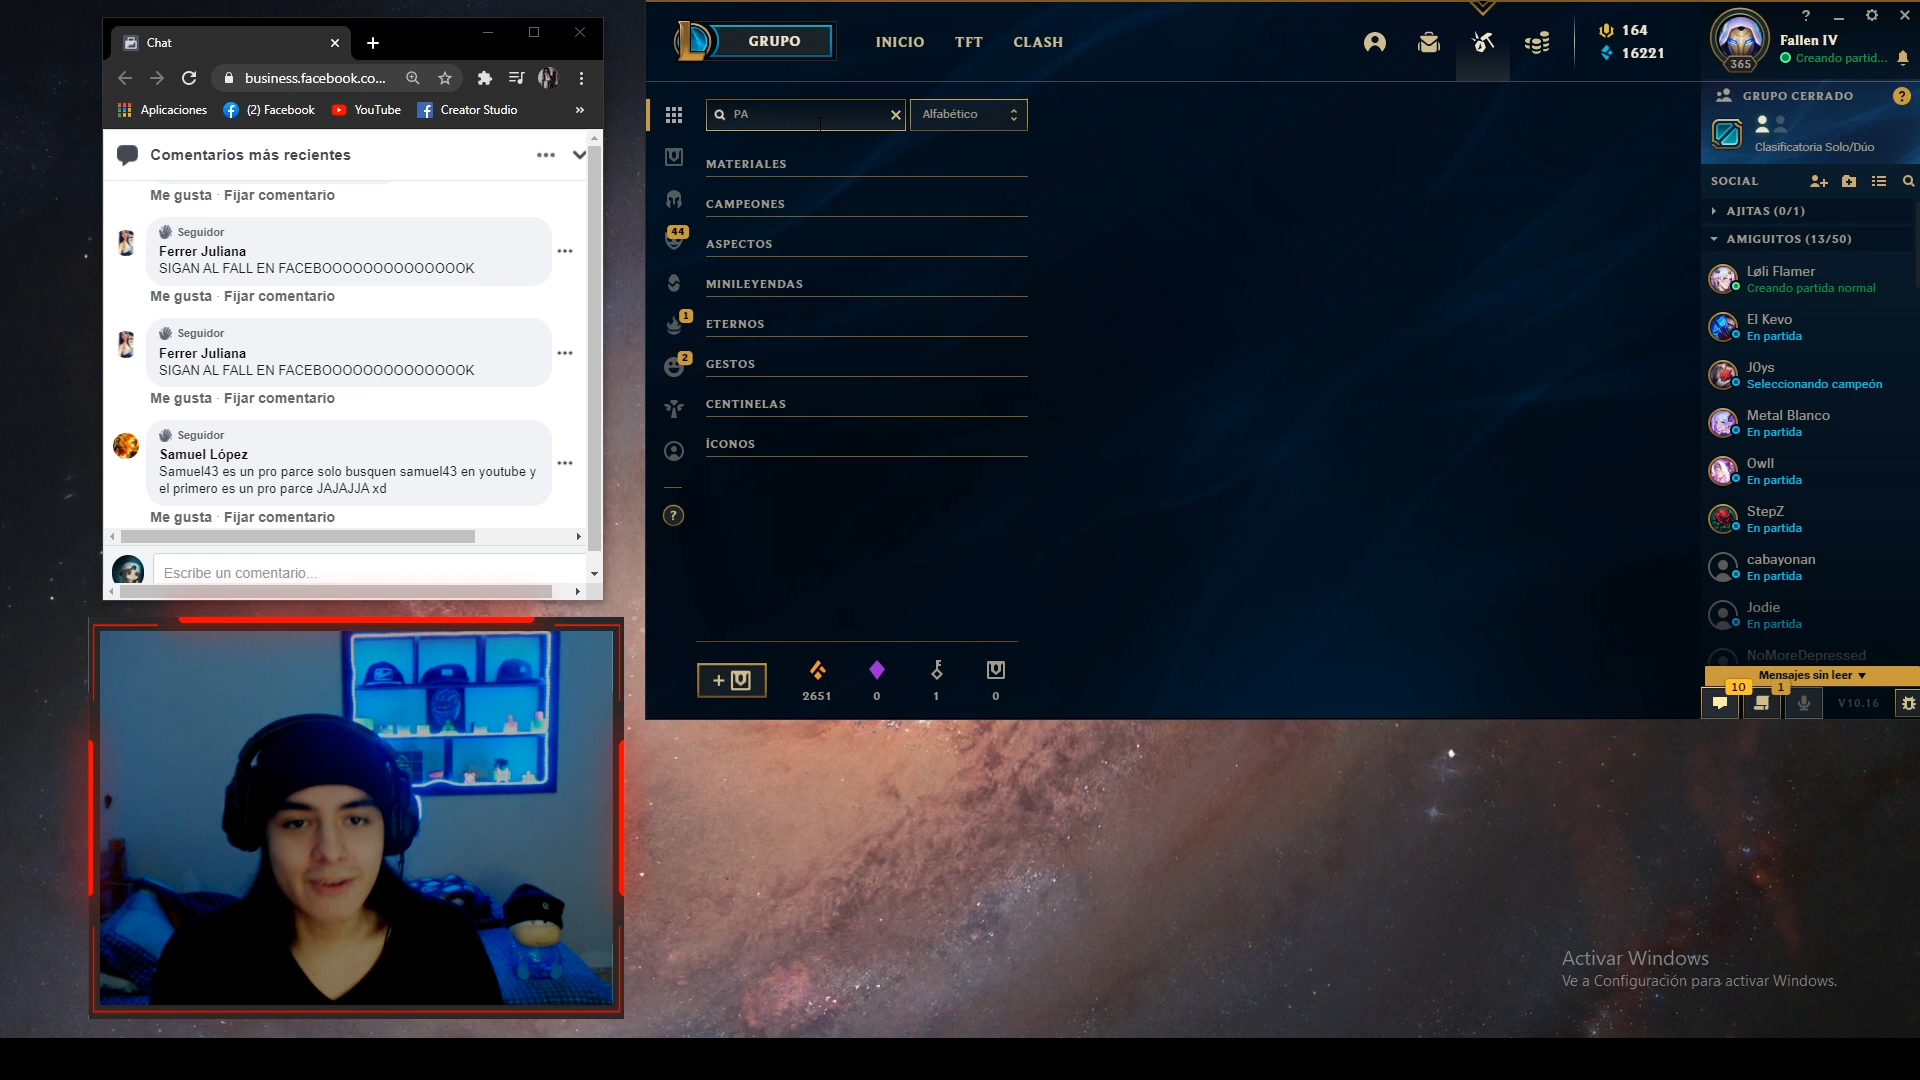 Chat
business.facebook.co...
Aplicaciones
(2) Facebook
YouTube
Creator Studio
»
Comentarios más recientes
Me gusta · Fijar comentario
Seguidor
Ferrer Juliana
SIGAN AL FALL EN FACEBOOOOOOOOOOOOOOK
Me gusta · Fijar comentario
Seguidor
Ferrer Juliana
SIGAN AL FALL EN FACEBOOOOOOOOOOOOOOK
Me gusta · Fijar comentario
Seguidor
Samuel López
Samuel43 es un pro parce solo busquen samuel43 en youtube y
el primero es un pro parce JAJAJJA xd
Me gusta · Fijar comentario
Escribe un comentario...
GRUPO
INICIO
TFT
CLASH
164
16221
365
Fallen IV
Creando partid...
PA
Alfabético
MATERIALES
CAMPEONES
44
ASPECTOS
MINILEYENDAS
1
ETERNOS
2
GESTOS
CENTINELAS
ÍCONOS
?
2651
0
1
0
GRUPO CERRADO
?
Clasificatoria Solo/Dúo
SOCIAL
AJITAS (0/1)
AMIGUITOS (13/50)
Løli Flamer
Creando partida normal
El Kevo
En partida
J0ys
Seleccionando campeón
Metal Blanco
En partida
Owll
En partida
StepZ
En partida
cabayonan
En partida
Jodie
En partida
NoMoreDepressed
Mensajes sin leer
10
1
V10.16
Activar Windows
Ve a Configuración para activar Windows.